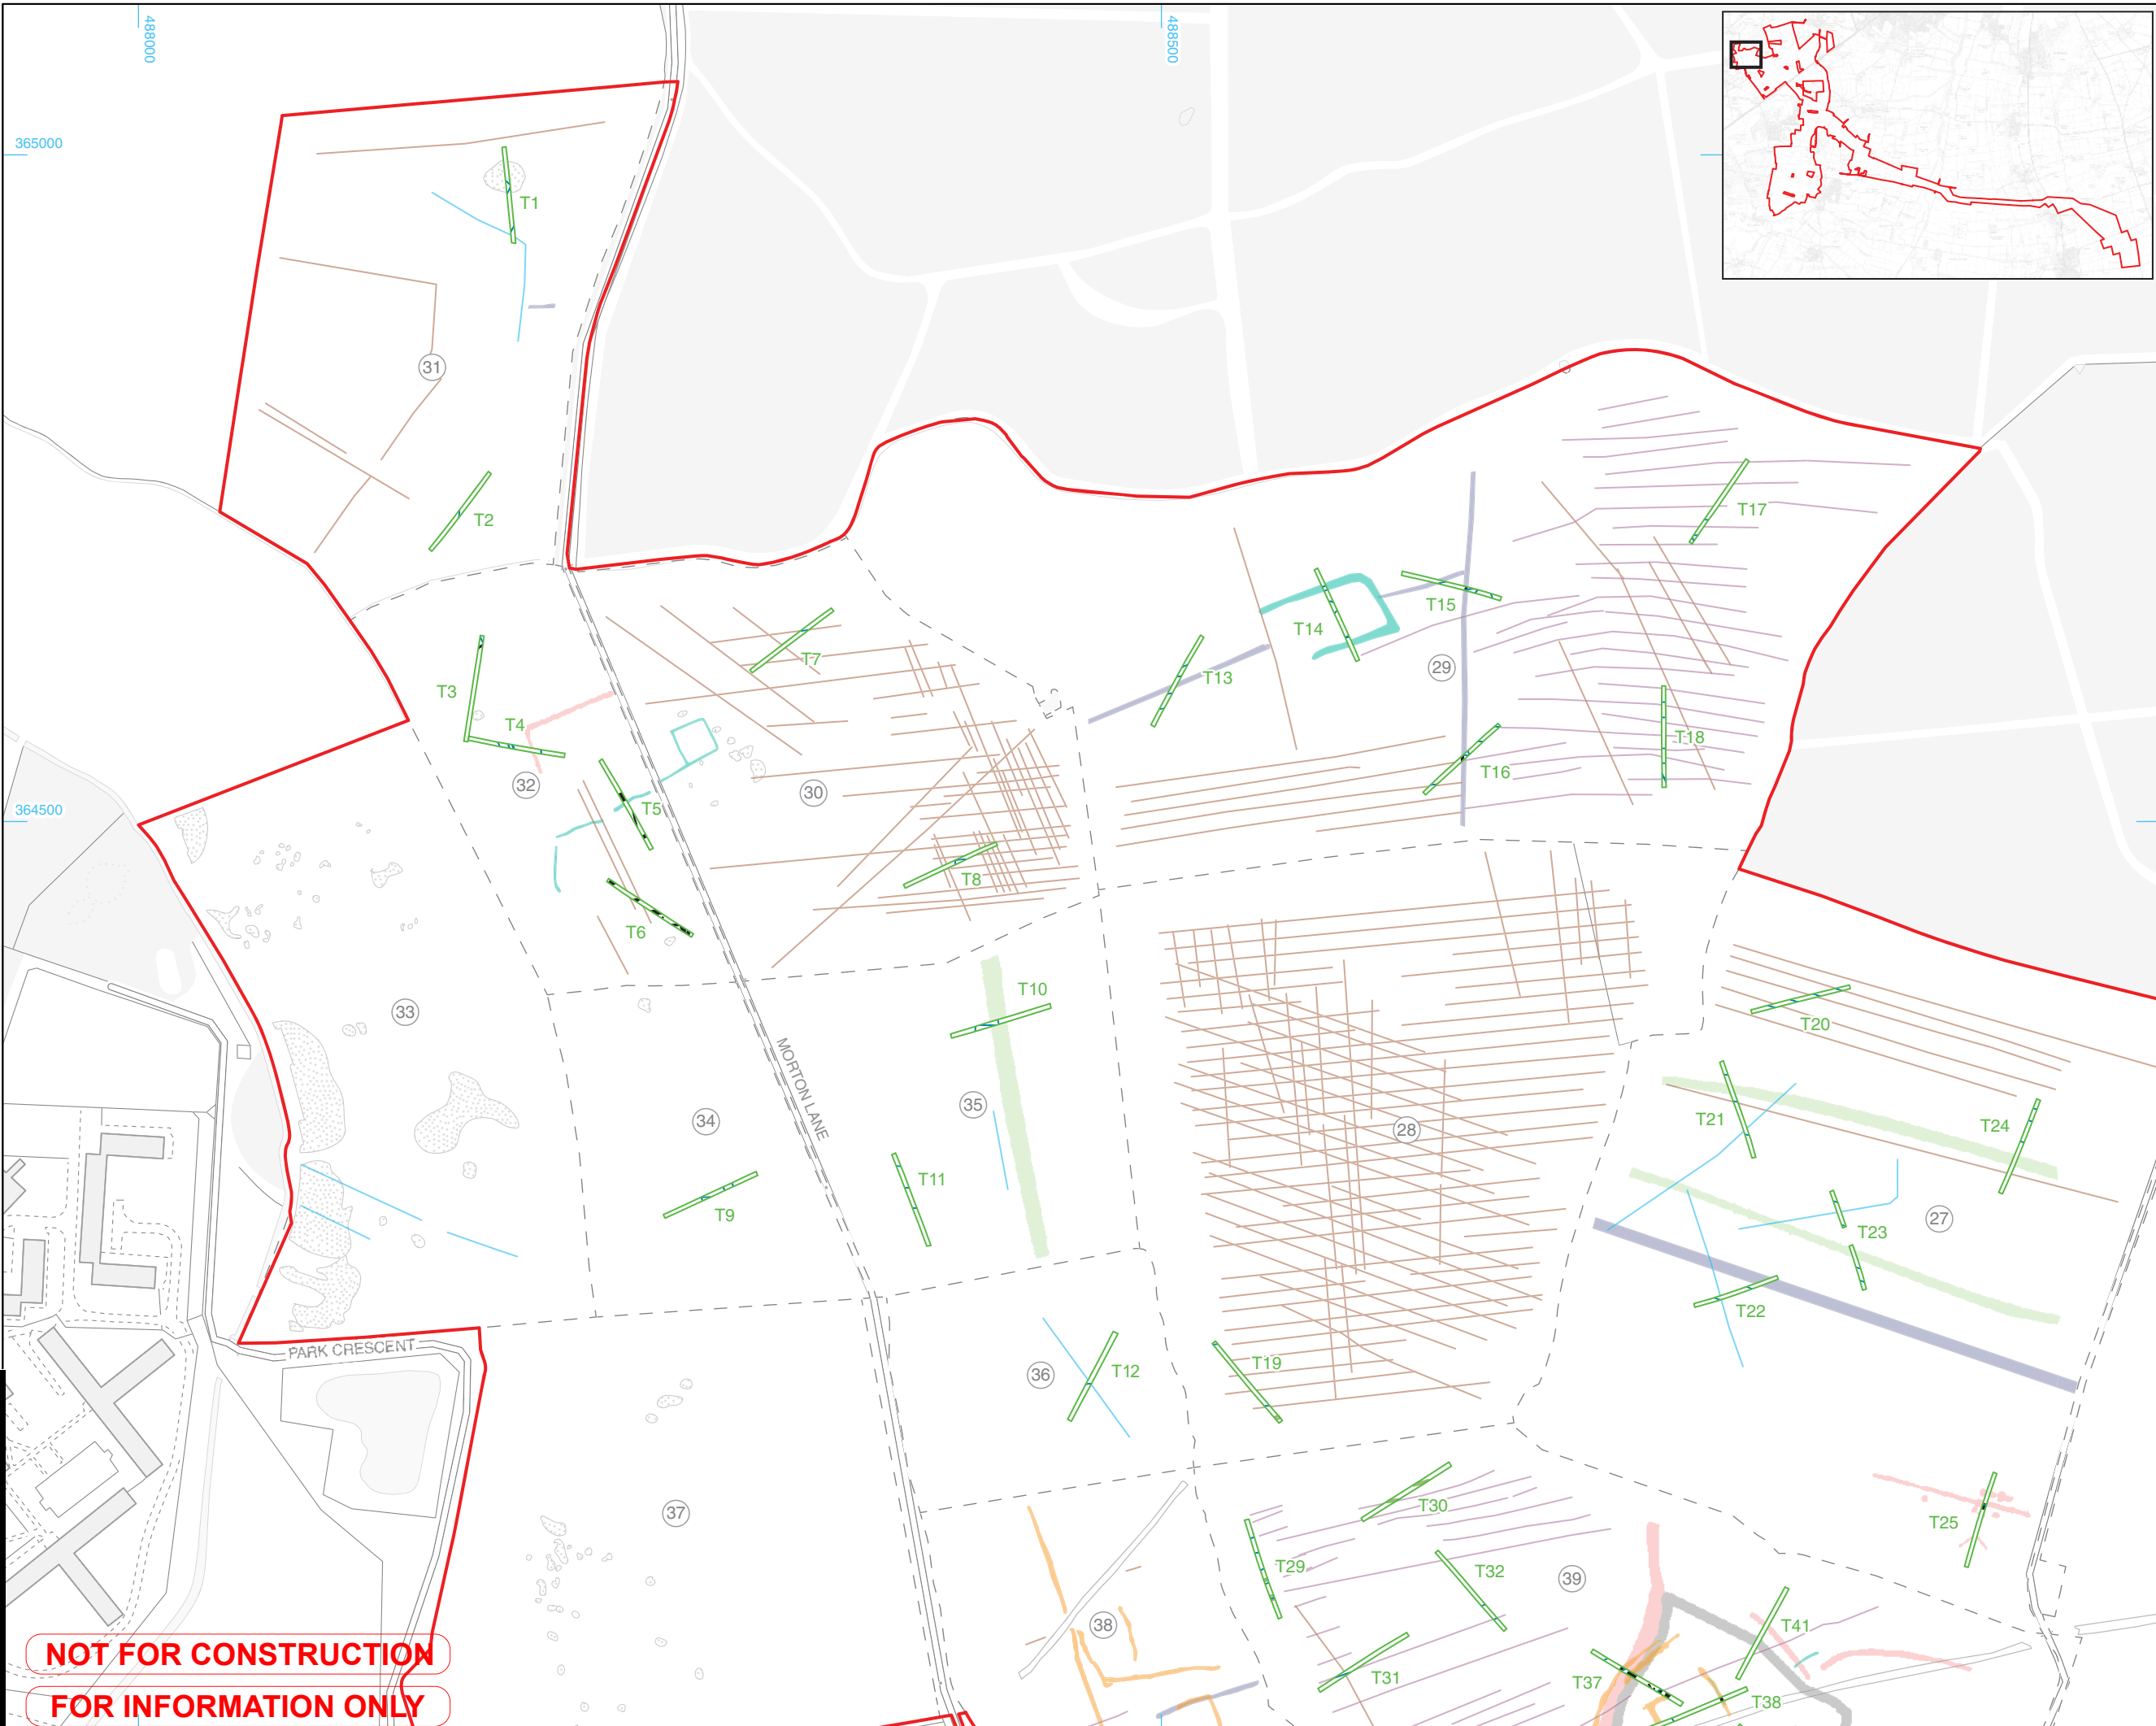 488000
488500
365000
T1
31
T2
T17
T15
T14
T7
29
T13
T3
T4
T18
T16
32
30
364500
T5
T8
T6
T10
33
T20
MORTON LANE
35
34
28
T21
T24
T11
T9
27
T23
T22
PARK CRESCENT
36
T12
T19
37
T30
T25
T29
T32
39
38
T41
NOT FOR CONSTRUCTION
T31
T37
FOR INFORMATION ONLY
T38